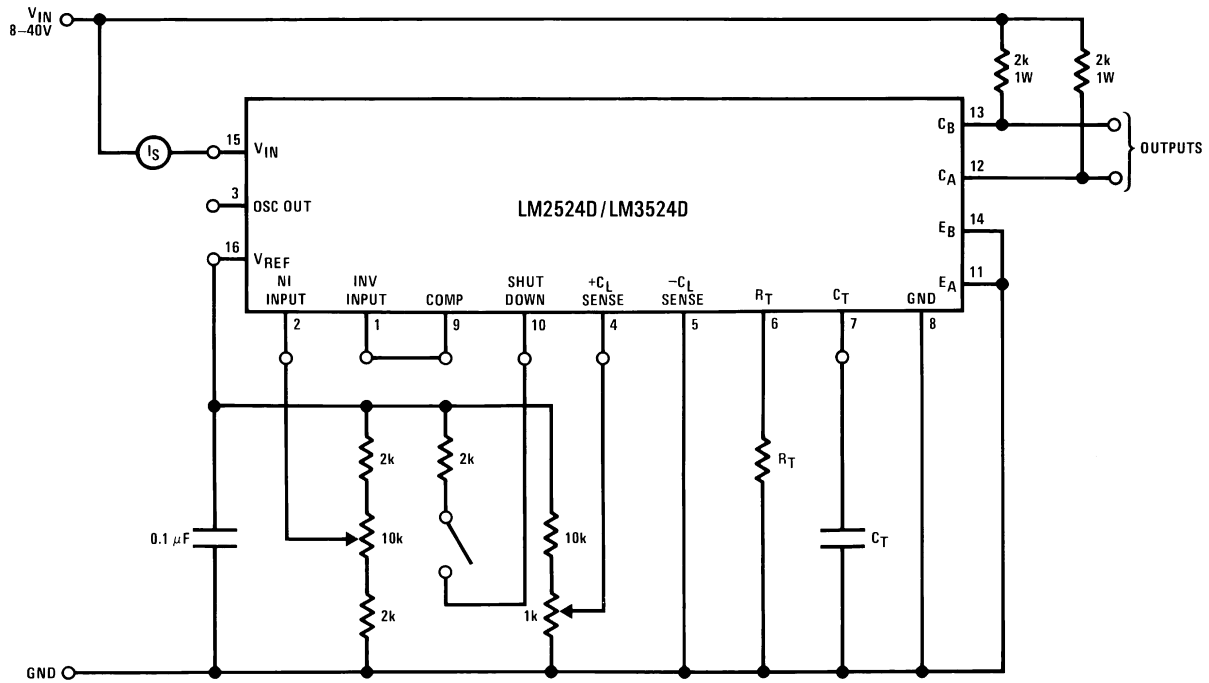 VIN
8–40V
2k
1W
2k
1W
13
CB
OUTPUTS
15
VIN
IS
12
CA
3
OSC OUT
LM2524D/LM3524D
14
EB
16
VREF
11
EA
NI
INPUT
INV
INPUT
COMP
SHUT
DOWN
+CL
SENSE
–CL
SENSE
RT
CT
GND
2
1
9
10
4
5
6
7
8
2k
2k
RT
0.1 μF
10k
10k
CT
2k
1k
GND